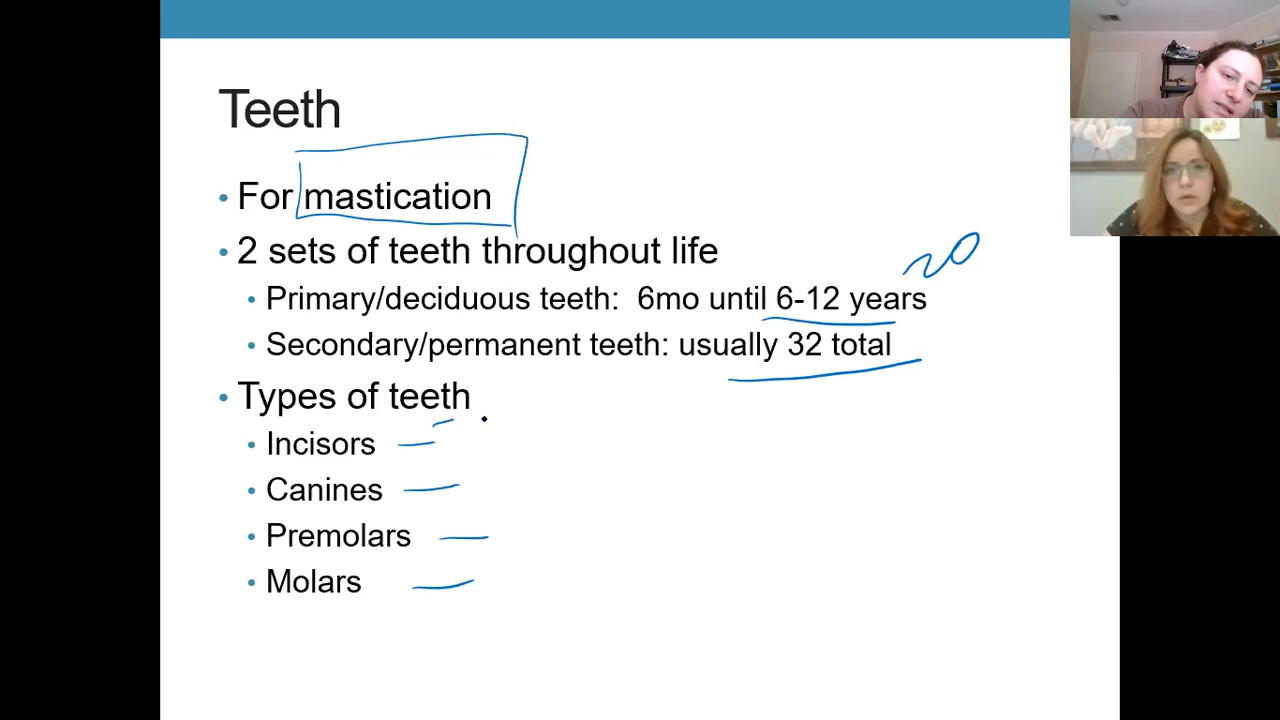 Teeth
• For mastication
• 2 sets of teeth throughout life
20
• Primary/deciduous teeth: 6mo until 6-12 years
• Secondary/permanent teeth: usually 32 total
• Types of teeth
• Incisors
• Canines
• Premolars
• Molars